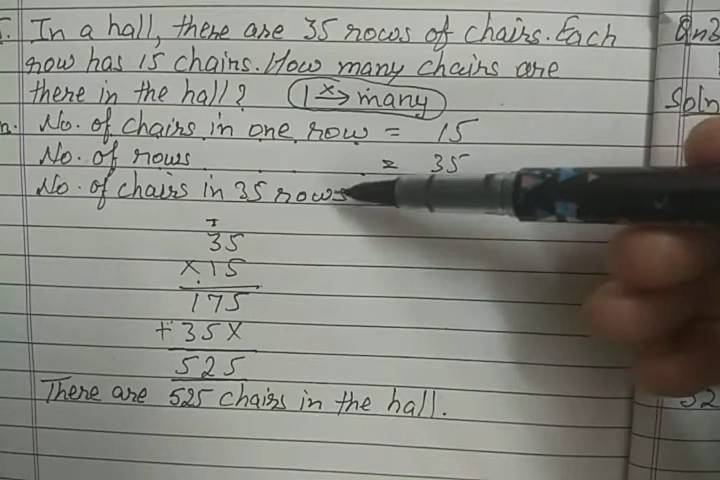 In a hall, there are 35 rows of chairs. Each
row has 15 chairs. How many chairs are
there in the hall? 1 x→ many
No. of chairs in one row = 15
No. of rows = 35
No. of chairs in 35 rows
35
×15
175
+35×
525
There are 525 chairs in the hall.
Soln